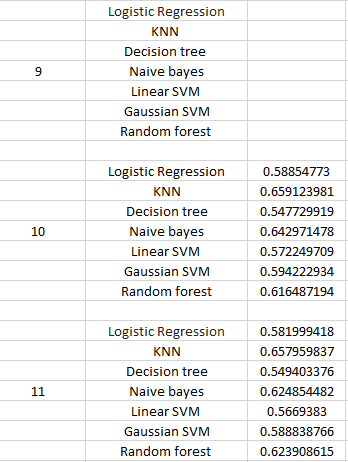 Logistic Regression
KNN
Decision tree
9 Naive bayes
Linear SVM
Gaussian SVM
Random forest
Logistic Regression 0.58854773
KNN 0.659123981
Decision tree 0.547729919
10 Naive bayes 0.642971478
Linear SVM 0.572249709
Gaussian SVM 0.594222934
Random forest 0.616487194
Logistic Regression 0.581999418
KNN 0.657959837
Decision tree 0.549403376
11 Naive bayes 0.624854482
Linear SVM 0.5669383
Gaussian SVM 0.588838766
Random forest 0.623908615